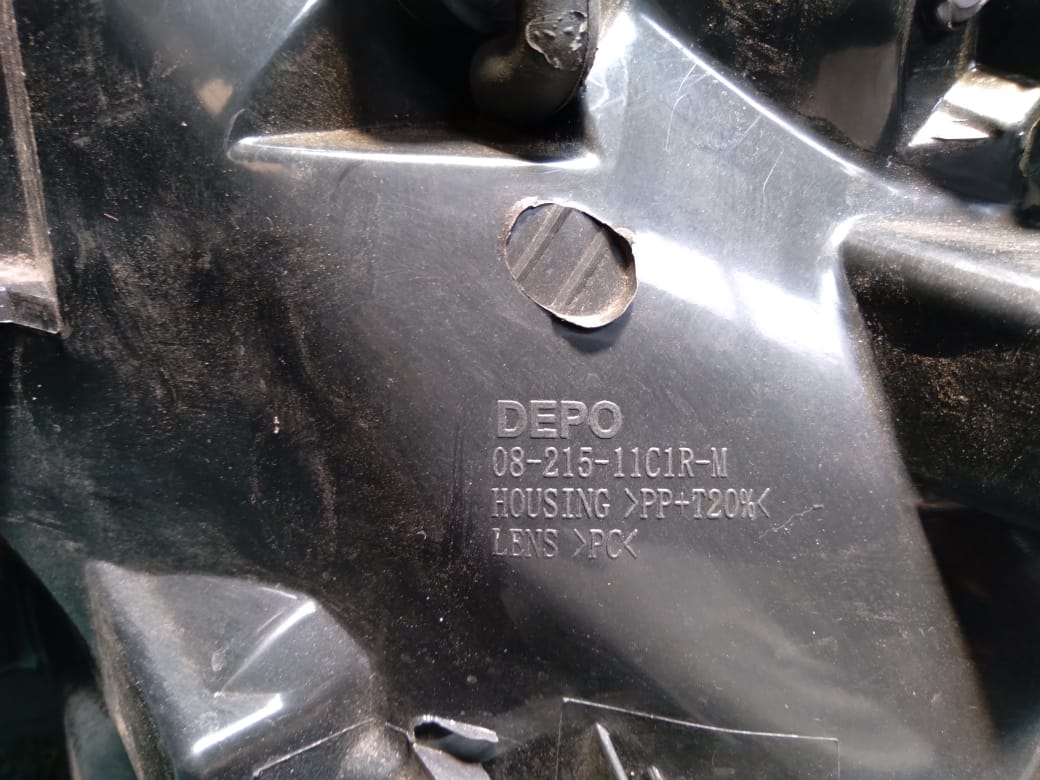 DEPO
08-215-11C1R-M
HOUSING >PP+T20%<
LENS >PC<